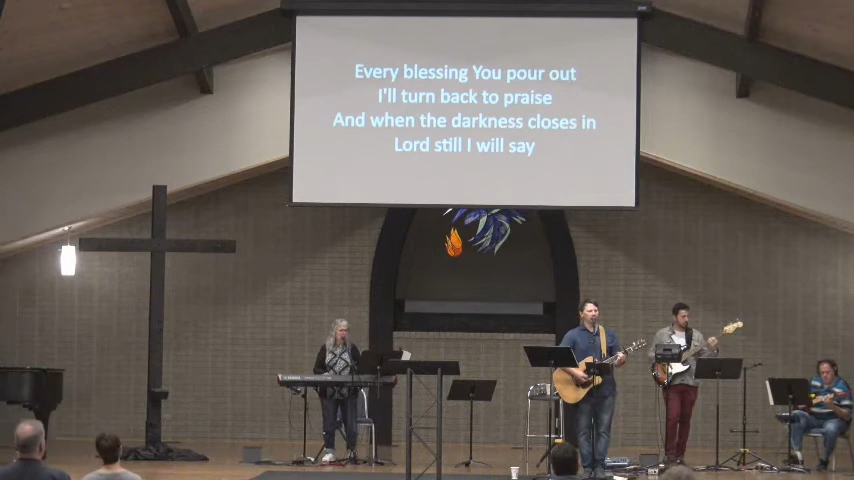 Every blessing You pour out
I'll turn back to praise
And when the darkness closes in
Lord still I will say